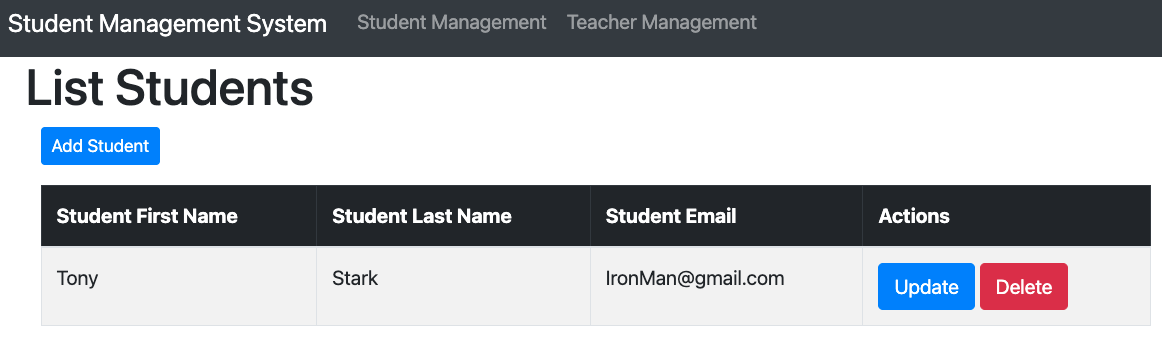 Student Management System Student Management Teacher Management
List Students
Add Student
Student First Name Student Last Name Student Email Actions
Tony Stark IronMan@gmail.com Update Delete